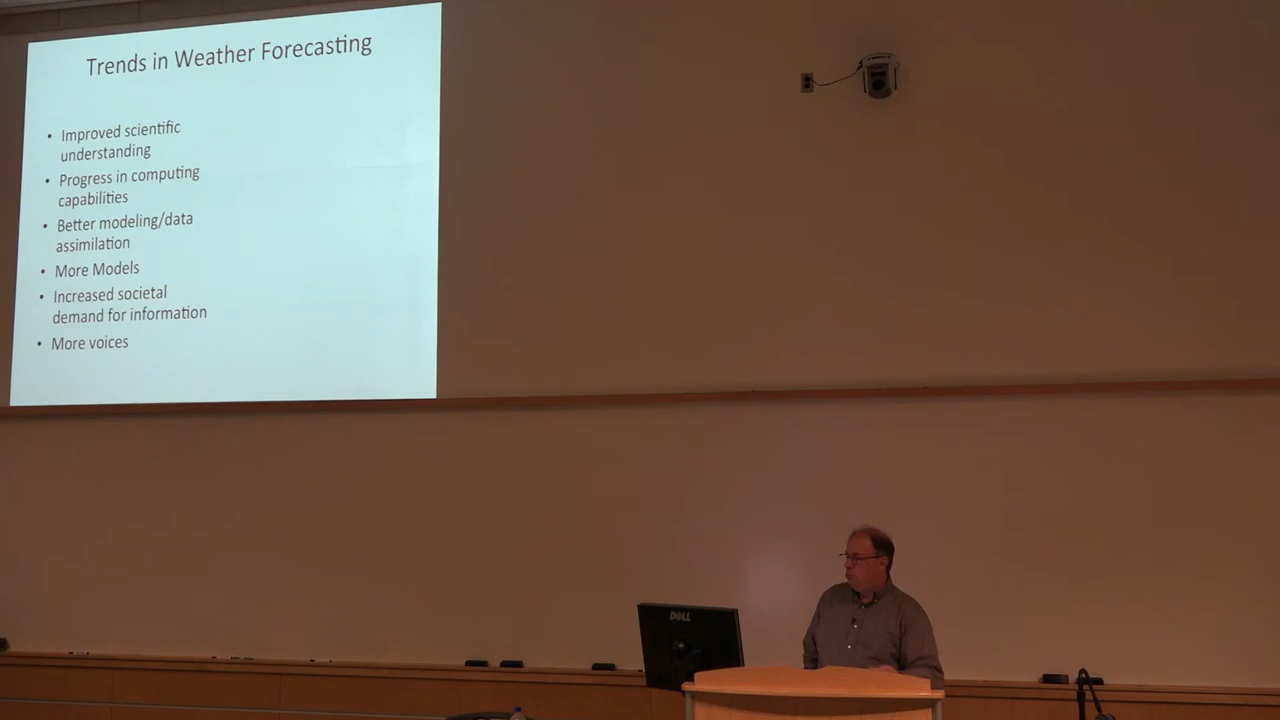 Trends in Weather Forecasting
• Improved scientific
understanding
• Progress in computing
capabilities
• Better modeling/data
assimilation
• More Models
• Increased societal
demand for information
• More voices
DELL